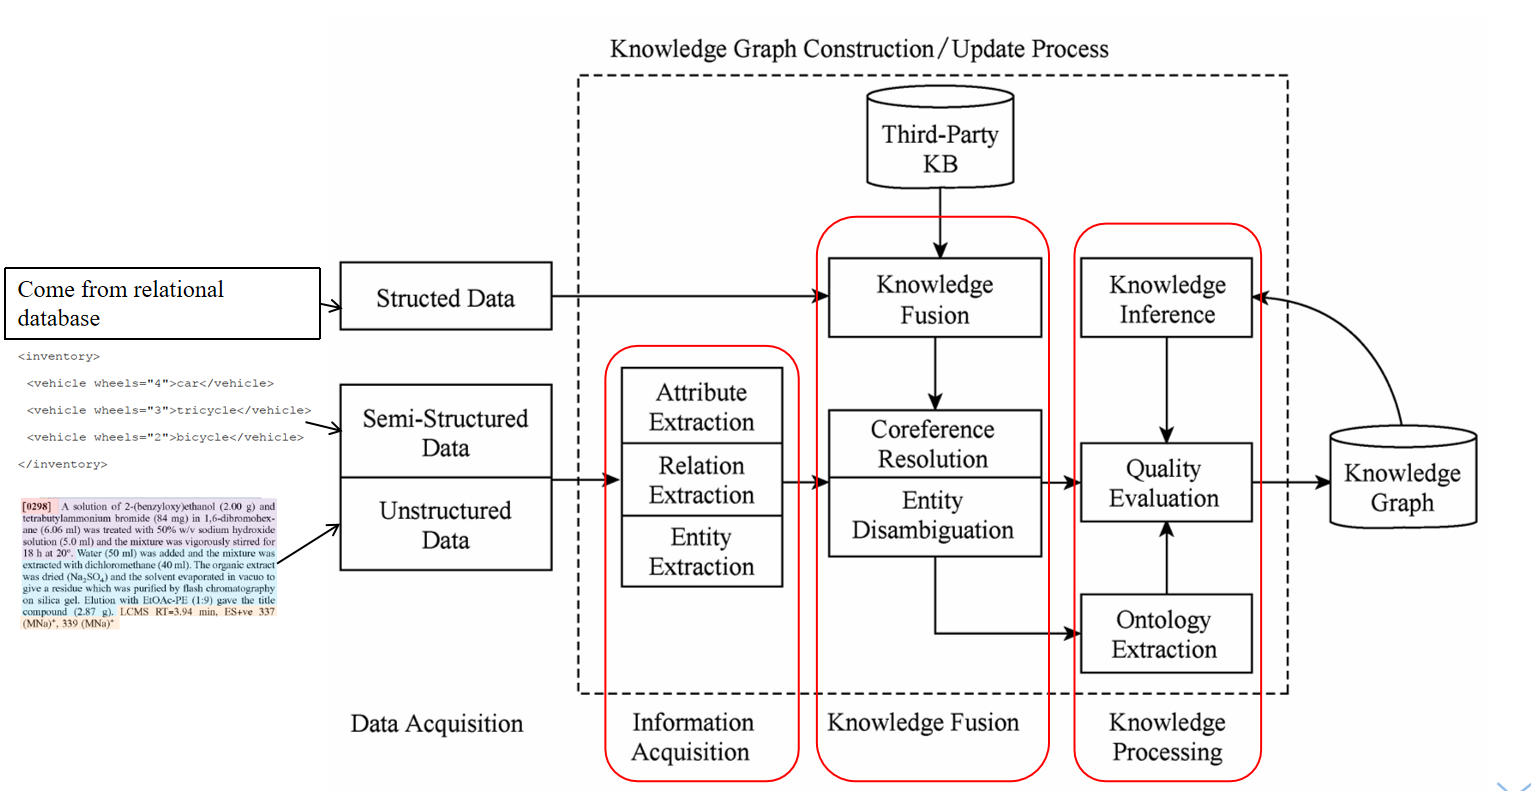 Knowledge Graph Construction/Update Process
Third-Party
KB
Come from relational
database
Structed Data
Knowledge
Fusion
Knowledge
Inference
<inventory>
<vehicle wheels="4">car</vehicle>
<vehicle wheels="3">tricycle</vehicle>
<vehicle wheels="2">bicycle</vehicle>
</inventory>
Semi-Structured
Data
Unstructured
Data
Attribute
Extraction
Relation
Extraction
Entity
Extraction
Coreference
Resolution
Entity
Disambiguation
Quality
Evaluation
Knowledge
Graph
Ontology
Extraction
[0298] A solution of 2-(benzyloxy)ethanol (2.00 g) and
tetrabutylammonium bromide (84 mg) in 1,6-dibromohex-
ane (6.06 ml) was treated with 50% w/v sodium hydroxide
solution (5.0 ml) and the mixture was vigorously stirred for
18 h at 20°. Water (50 ml) was added and the mixture was
extracted with dichloromethane (40 ml). The organic extract
was dried (Na₂SO₄) and the solvent evaporated in vacuo to
give a residue which was purified by flash chromatography
on silica gel. Elution with EtOAc-PE (1:9) gave the title
compound (2.87 g). LCMS RT=3.94 min, ES+ve 337
(MNa)⁺, 339 (MNa)⁺
Data Acquisition
Information
Acquisition
Knowledge Fusion
Knowledge
Processing